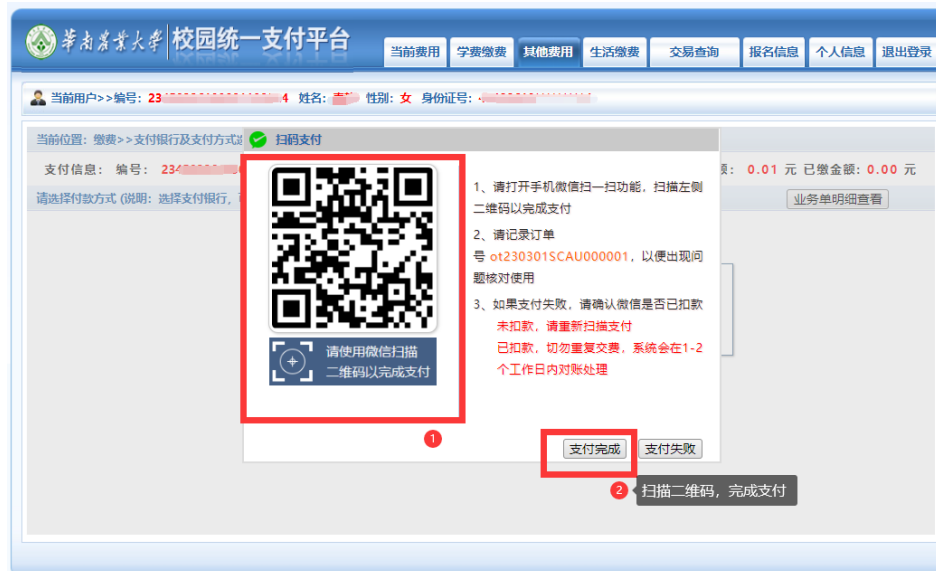 华南农业大学 校园统一支付平台
当前费用 学费缴费 其他费用 生活缴费 交易查询 报名信息 个人信息 退出登录
当前用户>>编号: 23 4 姓名: 性别: 女 身份证号:
当前位置: 缴费>>支付银行及支付方式
扫码支付
支付信息: 编号: 23 0.01 元 已缴金额: 0.00 元
请选择付款方式 (说明: 选择支付银行,
业务单明细查看
1、请打开手机微信扫一扫功能, 扫描左侧
二维码以完成支付
2、请记录订单
号 ot230301SCAU000001, 以便出现问
题核对使用
3、如果支付失败, 请确认微信是否已扣款
未扣款, 请重新扫描支付
已扣款, 切勿重复交费, 系统会在1-2
个工作日内对账处理
请使用微信扫描
二维码以完成支付
1
支付完成 支付失败
2 扫描二维码, 完成支付